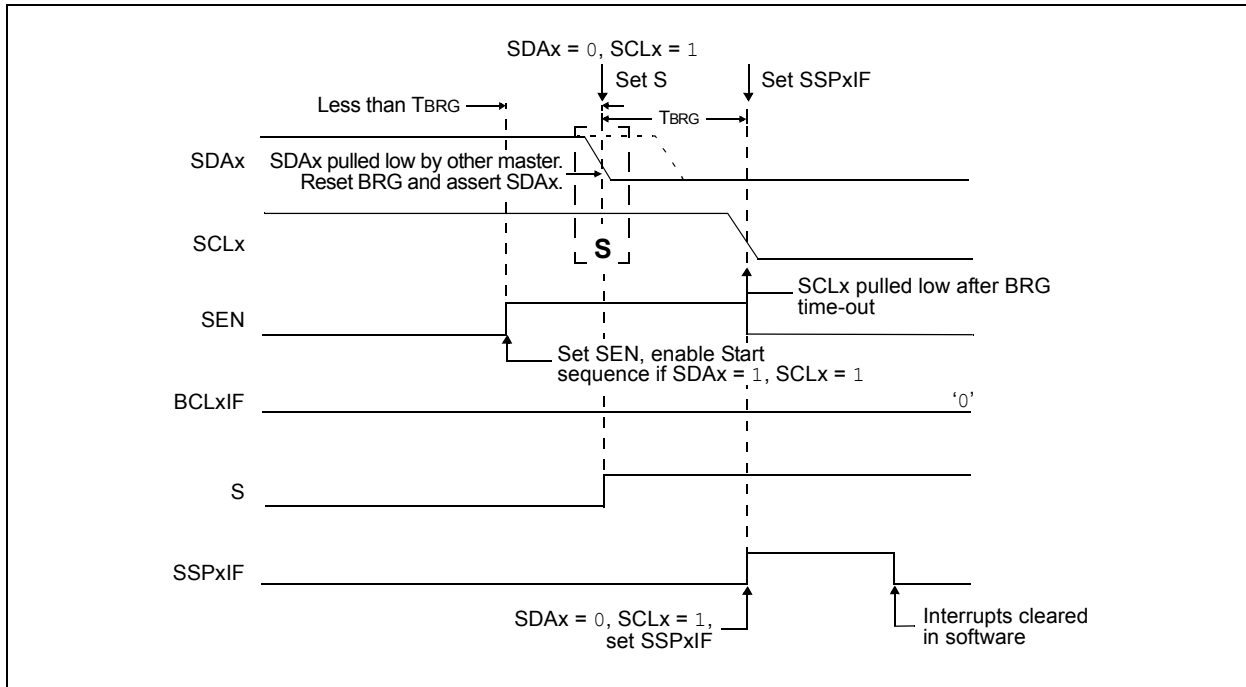 SDAx = 0, SCLx = 1
Set S
Set SSPxIF
Less than TBRG
TBRG
SDAx
SDAx pulled low by other master.
Reset BRG and assert SDAx.
SCLx
S
SCLx pulled low after BRG
time-out
SEN
Set SEN, enable Start
sequence if SDAx = 1, SCLx = 1
BCLxIF
‘0’
S
SSPxIF
SDAx = 0, SCLx = 1,
set SSPxIF
Interrupts cleared
in software